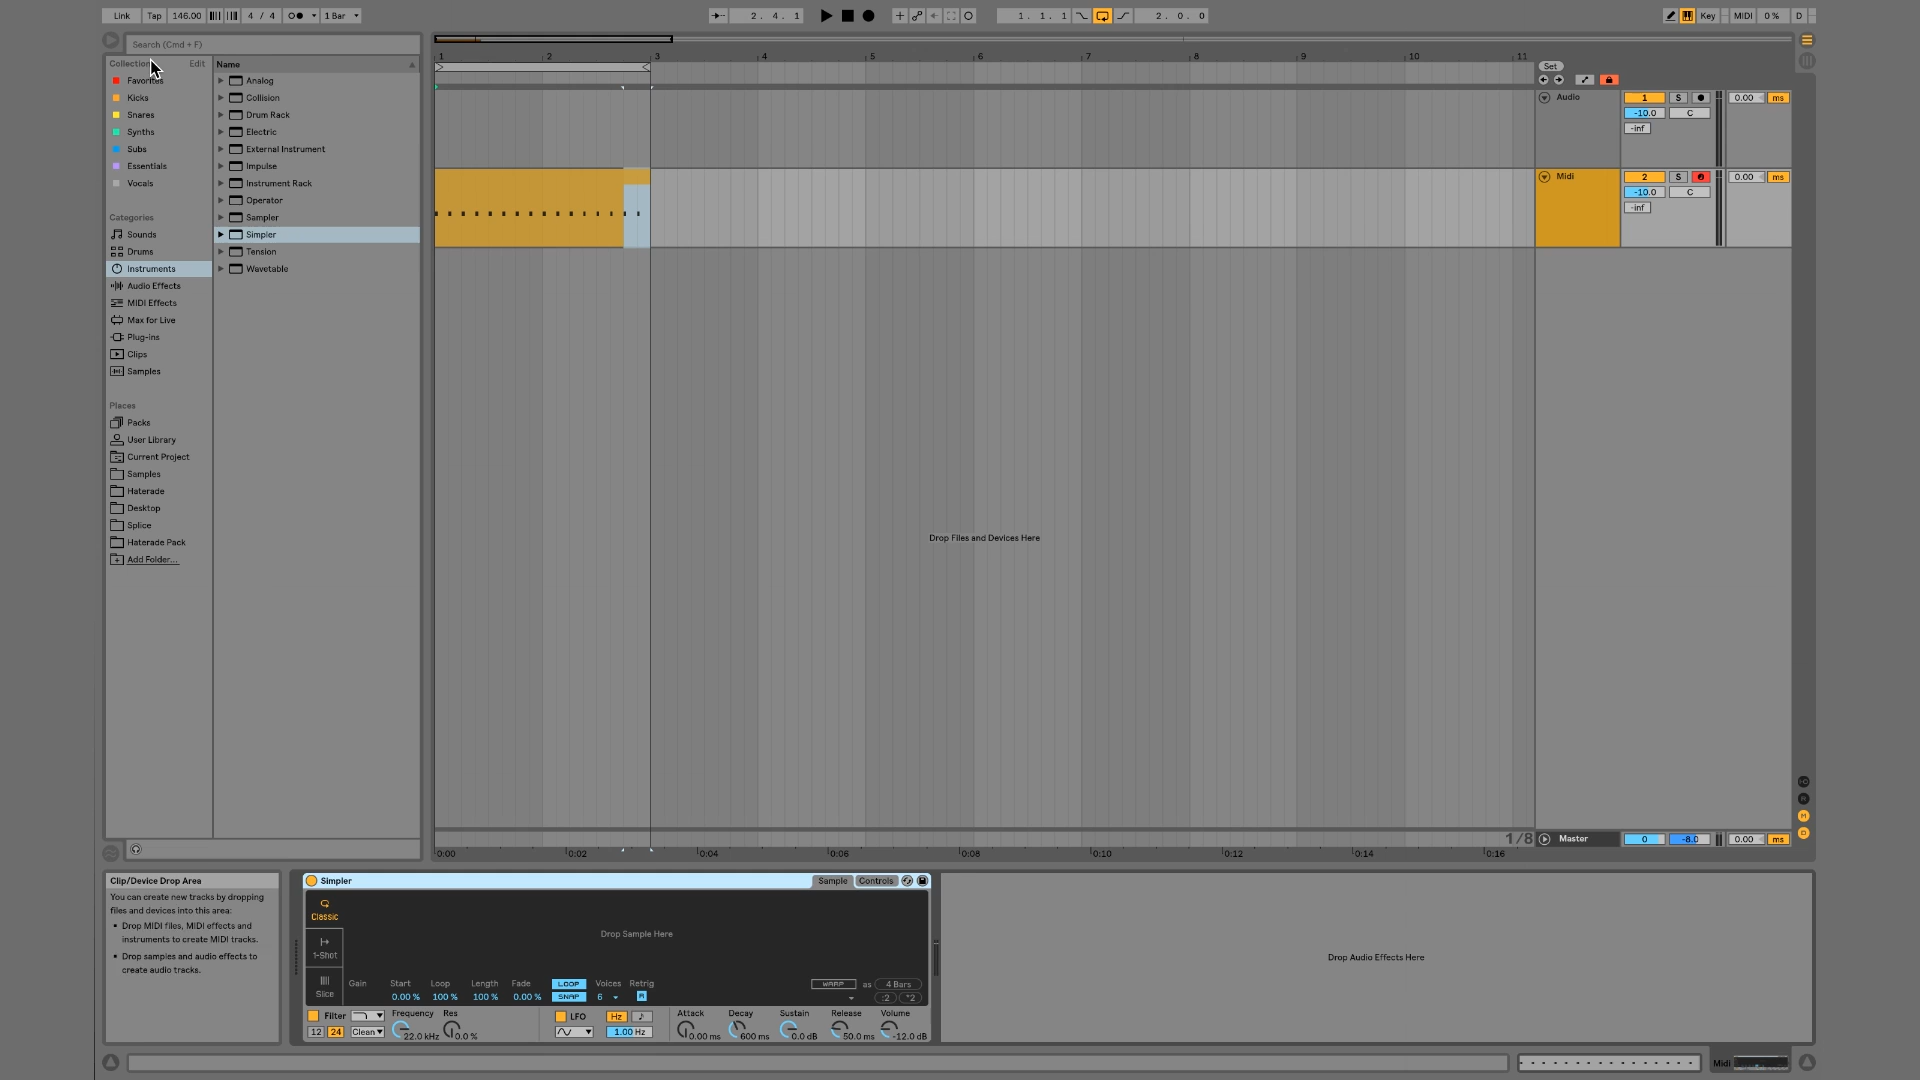 Link Tap 146.00 4 / 4 1 Bar 2. 4. 1 1. 1. 1 2. 0. 0 Key MIDI 0 % D
Search (Cmd + F)
Collections Edit
Favorites
Kicks
Snares
Synths
Subs
Essentials
Vocals
Categories
Sounds
Drums
Instruments
Audio Effects
MIDI Effects
Max for Live
Plug-ins
Clips
Samples
Places
Packs
User Library
Current Project
Samples
Haterade
Desktop
Splice
Haterade Pack
Add Folder...
Name
Analog
Collision
Drum Rack
Electric
External Instrument
Impulse
Instrument Rack
Operator
Sampler
Simpler
Tension
Wavetable
1 2 3 4 5 6 7 8 9 10 11
Set
Audio 1 S 0.00 ms
-10.0 C
-inf
Midi 2 S 0.00 ms
-10.0 C
-inf
Drop Files and Devices Here
1/8
Master 0 -8.0 0.00 ms
0:00 0:02 0:04 0:06 0:08 0:10 0:12 0:14 0:16
Clip/Device Drop Area
You can create new tracks by dropping
files and devices into this area:
• Drop MIDI files, MIDI effects and
instruments to create MIDI tracks.
• Drop samples and audio effects to
create audio tracks.
Simpler Sample Controls
Classic
1-Shot
Slice
Drop Sample Here
Gain Start Loop Length Fade LOOP Voices Retrig WARP as 4 Bars
0.00 % 100 % 100 % 0.00 % SNAP 6 R :2 *2
Filter Frequency Res LFO Hz Attack Decay Sustain Release Volume
12 24 Clean 22.0 kHz 0.0 % 1.00 Hz 0.00 ms 600 ms 0.0 dB 50.0 ms -12.0 dB
Drop Audio Effects Here
Midi